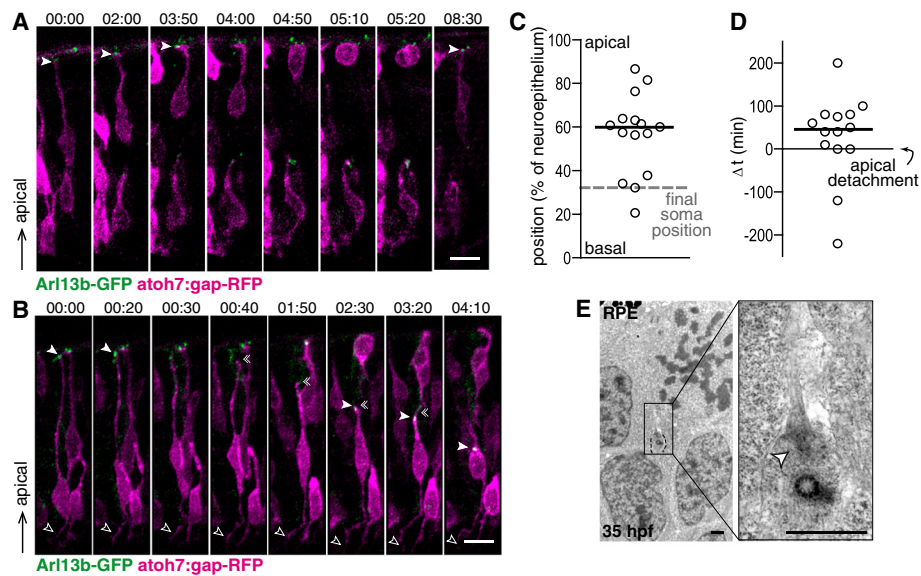 A
00:00 02:00 03:50 04:00 04:50 05:10 05:20 08:30
apical
Arl13b-GFP atoh7:gap-RFP
B
00:00 00:20 00:30 00:40 01:50 02:30 03:20 04:10
apical
Arl13b-GFP atoh7:gap-RFP
C
position (% of neuroepithelium)
100
80
60
40
20
0
apical
final
soma
position
basal
D
Δt (min)
200
100
0
-100
-200
apical
detachment
E
RPE
35 hpf